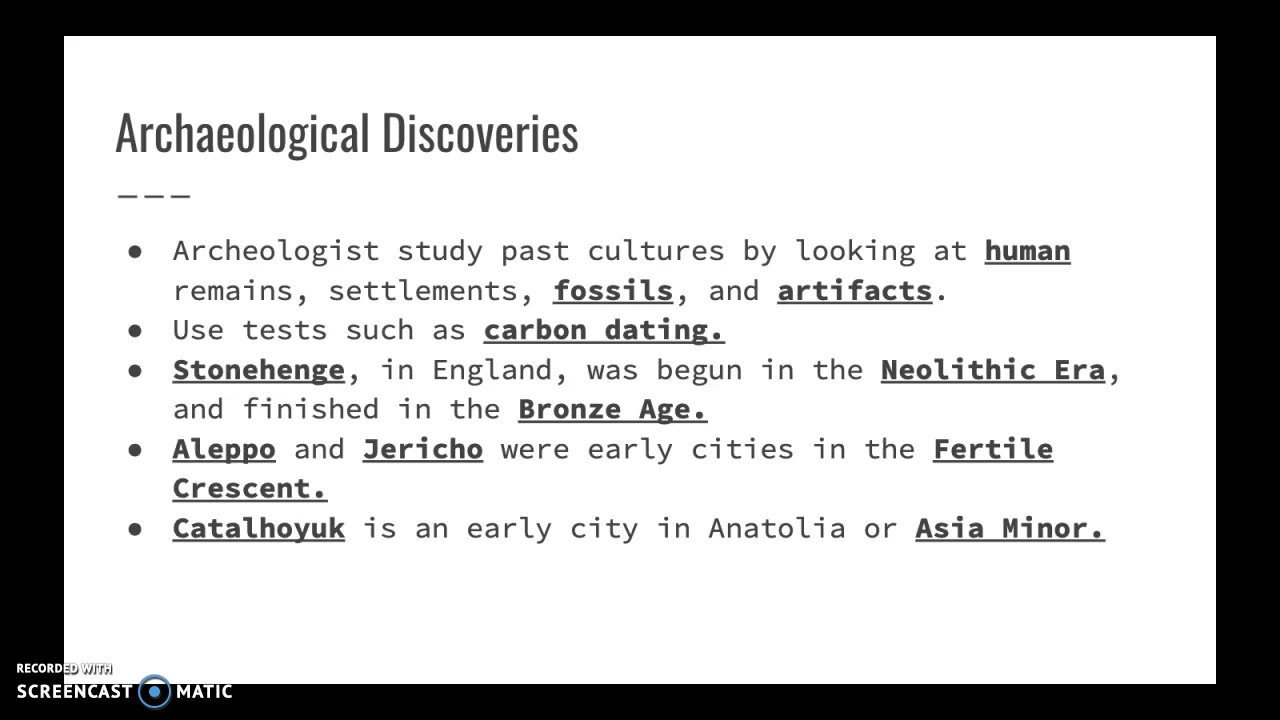 Archaeological Discoveries
● Archeologist study past cultures by looking at human
remains, settlements, fossils, and artifacts.
● Use tests such as carbon dating.
● Stonehenge, in England, was begun in the Neolithic Era,
and finished in the Bronze Age.
● Aleppo and Jericho were early cities in the Fertile
Crescent.
● Catalhoyuk is an early city in Anatolia or Asia Minor.
RECORDED WITH
SCREENCAST MATIC